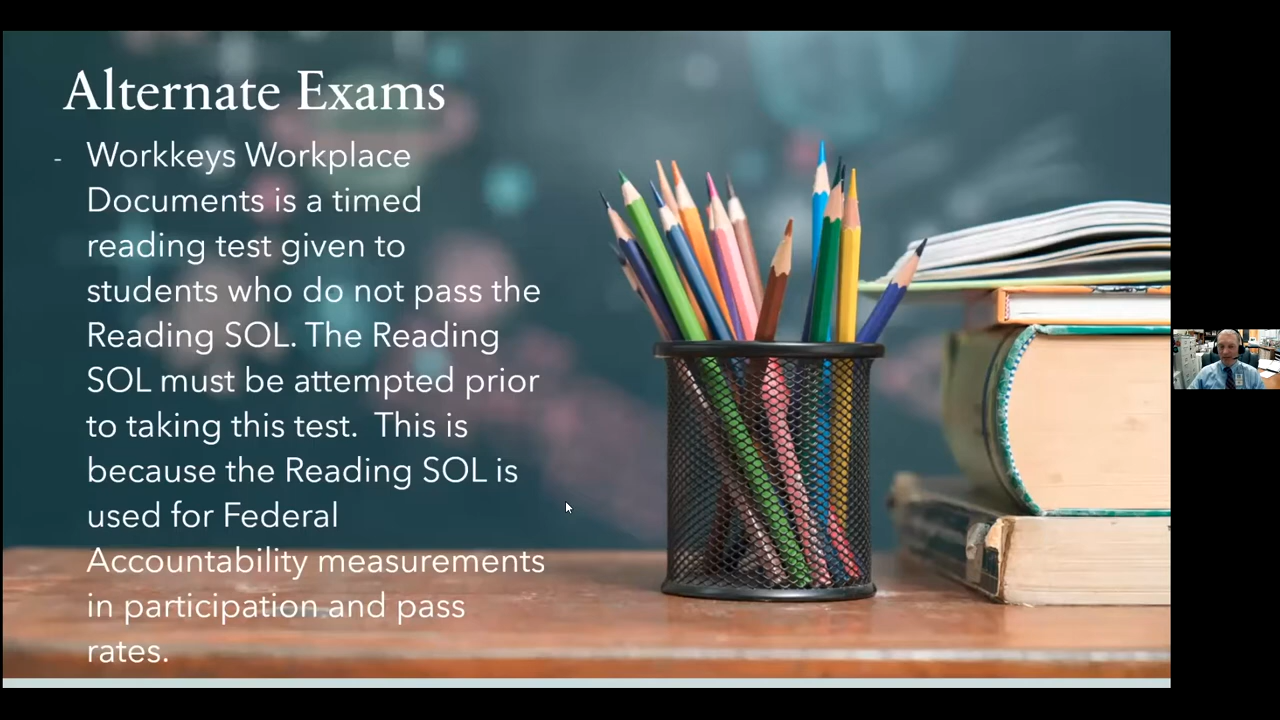 Alternate Exams
- Workkeys Workplace
Documents is a timed
reading test given to
students who do not pass the
Reading SOL. The Reading
SOL must be attempted prior
to taking this test.  This is
because the Reading SOL is
used for Federal
Accountability measurements
in participation and pass
rates.